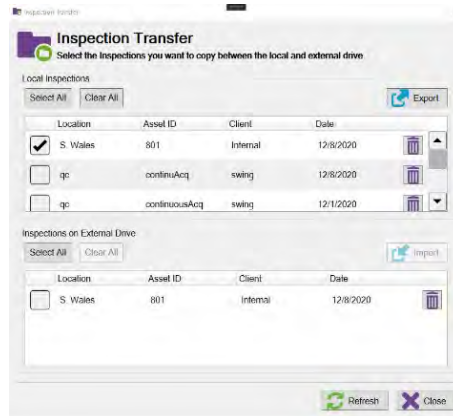 Inspection Transfer
Inspection Transfer
Select the Inspections you want to copy between the local and external drive
Local Inspections
Select All Clear All Export
Location Asset ID Client Date
S. Wales 801 Internal 12/8/2020
qc continuAcq swing 12/8/2020
qc continuousAcq swing 12/1/2020
Inspections on External Drive
Select All Clear All Import
Location Asset ID Client Date
S. Wales 801 Internal 12/8/2020
Refresh Close